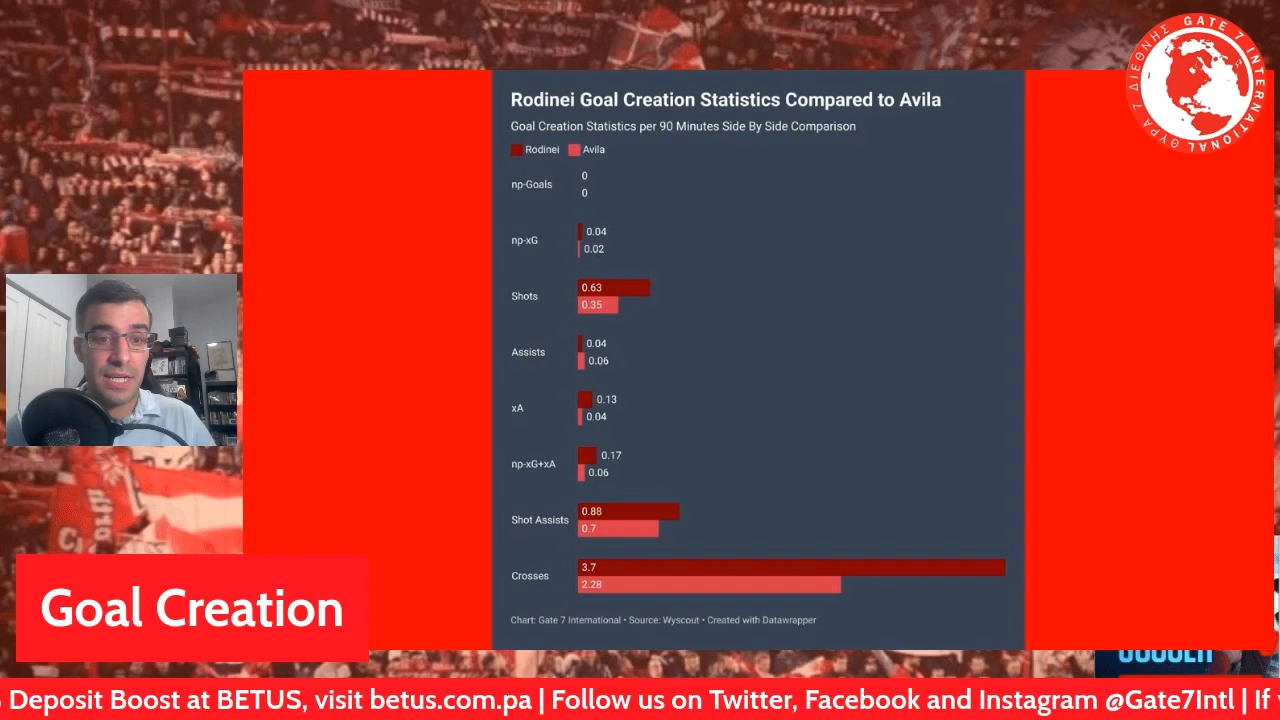 ΘΥΡΑ 7 ΔΙΕΘΝΗΣ GATE 7 INTERNATIONAL
Rodinei Goal Creation Statistics Compared to Avila
Goal Creation Statistics per 90 Minutes Side By Side Comparison
Rodinei Avila
np-Goals 0
0
np-xG 0.04
0.02
Shots 0.63
0.35
Assists 0.04
0.06
xA 0.13
0.04
np-xG+xA 0.17
0.06
Shot Assists 0.88
0.7
Crosses 3.7
2.28
Chart: Gate 7 International • Source: Wyscout • Created with Datawrapper
Goal Creation
Deposit Boost at BETUS, visit betus.com.pa | Follow us on Twitter, Facebook and Instagram @Gate7Intl | If